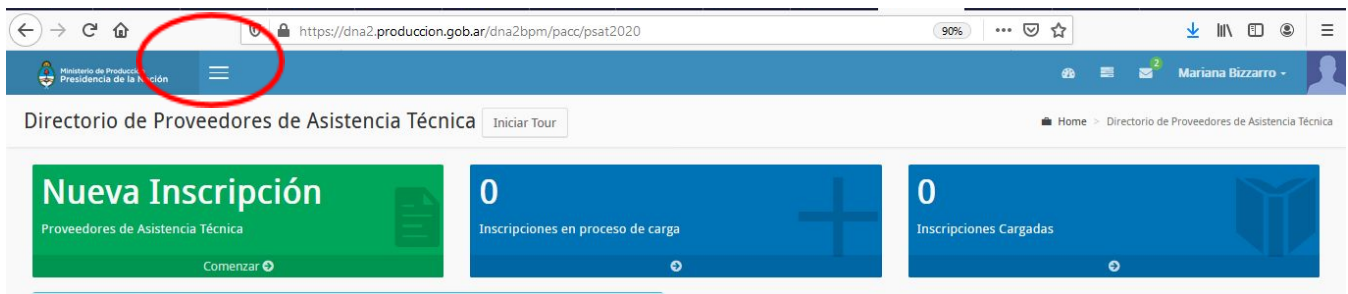 https://dna2.produccion.gob.ar/dna2bpm/pacc/psat2020
90%
Ministerio de Producción
Presidencia de la Nación
2
Mariana Bizzarro
Directorio de Proveedores de Asistencia Técnica
Iniciar Tour
Home > Directorio de Proveedores de Asistencia Técnica
Nueva Inscripción
Proveedores de Asistencia Técnica
Comenzar
0
Inscripciones en proceso de carga
0
Inscripciones Cargadas